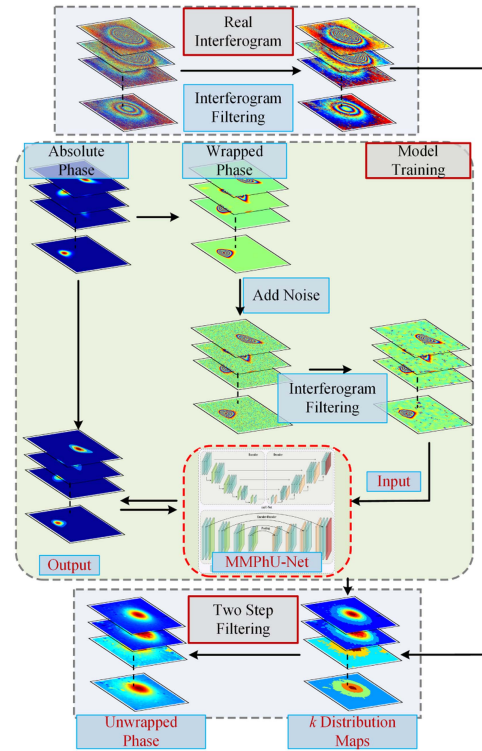 Real
Interferogram
Interferogram
Filtering
Absolute
Phase
Wrapped
Phase
Model
Training
Add Noise
Interferogram
Filtering
Input
Output
MMPhU-Net
Two Step
Filtering
Unwrapped
Phase
k Distribution
Maps